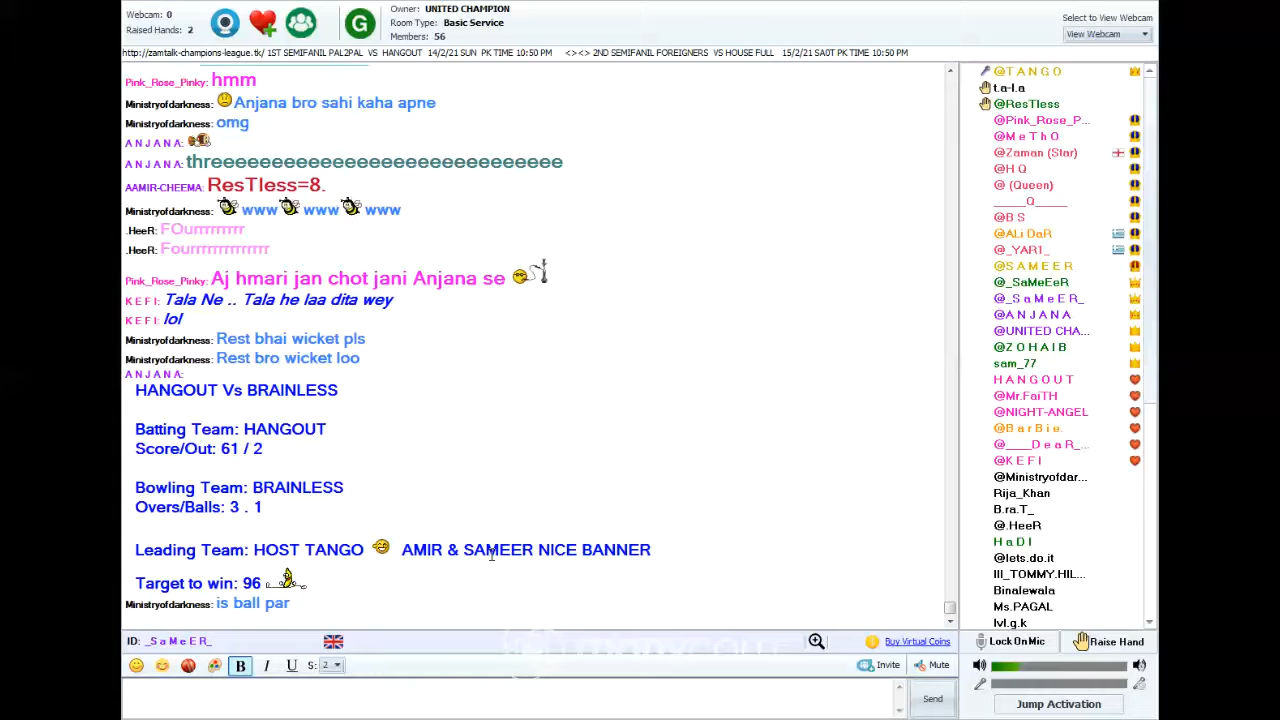 Webcam: 0
Raised Hands: 2
Owner: UNITED CHAMPION
Room Type: Basic Service
Members: 56
Select to View Webcam
View Webcam
http://zamtalk-champions-league.tk/ 1ST SEMIFANIL PAL2PAL VS HANGOUT 14/2/21 SUN PK TIME 10:50 PM <><> 2ND SEMIFANIL FOREIGNERS VS HOUSE FULL 15/2/21 SA0T PK TIME 10:50 PM
Pink_Rose_Pinky: hmm
Ministryofdarkness: Anjana bro sahi kaha apne
Ministryofdarkness: omg
A N J A N A:
A N J A N A: threeeeeeeeeeeeeeeeeeeeeeeeeeee
AAMIR-CHEEMA: ResTless=8.
Ministryofdarkness: www www www
.HeeR: FOurrrrrrrrr
.HeeR: Fourrrrrrrrrrrrr
Pink_Rose_Pinky: Aj hmari jan chot jani Anjana se
K E F I: Tala Ne .. Tala he laa dita wey
K E F I: lol
Ministryofdarkness: Rest bhai wicket pls
Ministryofdarkness: Rest bro wicket loo
A N J A N A:
HANGOUT Vs BRAINLESS
Batting Team: HANGOUT
Score/Out: 61 / 2
Bowling Team: BRAINLESS
Overs/Balls: 3 . 1
Leading Team: HOST TANGO AMIR & SAMEER NICE BANNER
Target to win: 96
Ministryofdarkness: is ball par
@T A N G O
t.a-l.a
@ResTless
@Pink_Rose_P...
@M e T h O
@Zaman (Star)
@H Q
@ (Queen)
_____Q_____
@B S
@ALi DaR
@_YAR1_
@S A M E E R
@_SaMeEeR
@_S a M e E R_
@A N J A N A
@UNITED CHA...
@Z O H A I B
sam_77
H A N G O U T
@Mr.FaiTH
@NIGHT-ANGEL
@B a r B i e.
@____D e a R_...
@K E F I
@Ministryofdar...
Rija_Khan
B.ra.T_
@.HeeR
H a D I
@lets.do.it
III_TOMMY.HIL...
Binalewala
Ms.PAGAL
lvl.g.k
ID: _S a M e E R_
Buy Virtual Coins
Lock On Mic
Raise Hand
B I U S: 2
Invite
Mute
Send
Jump Activation